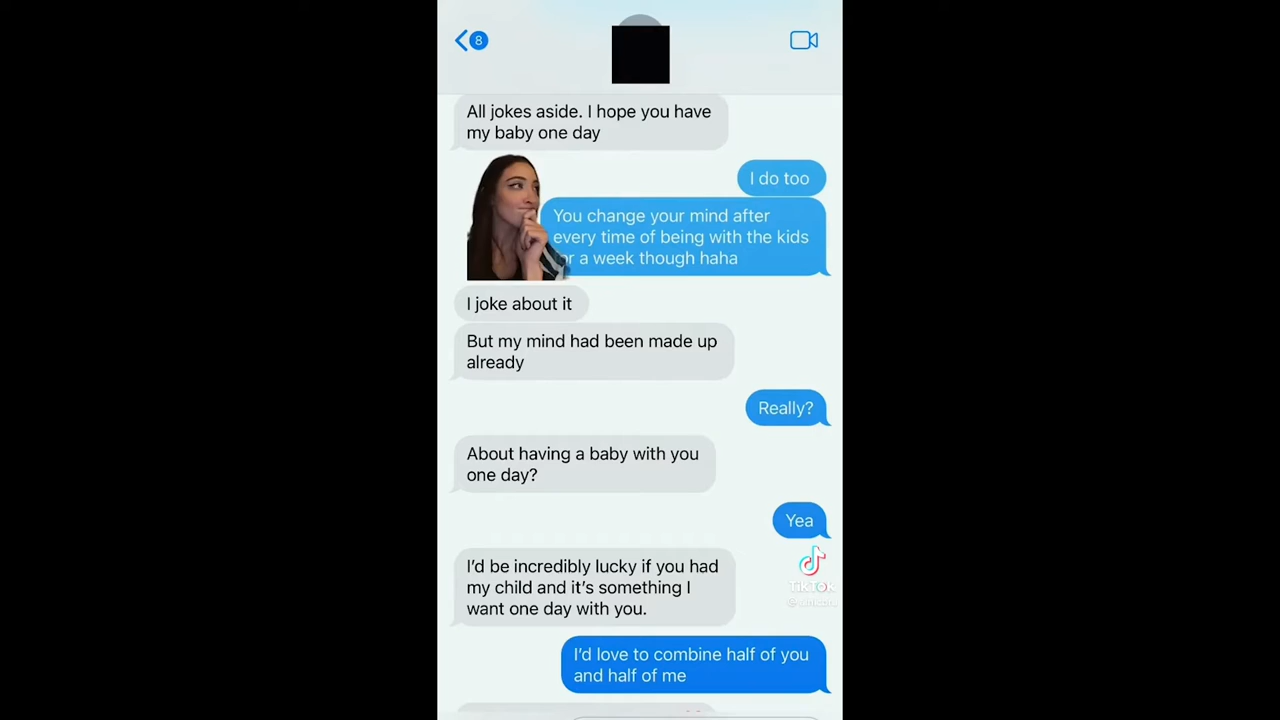 8
All jokes aside. I hope you have
my baby one day
I do too
You change your mind after
every time of being with the kids
a week though haha
I joke about it
But my mind had been made up
already
Really?
About having a baby with you
one day?
Yea
I'd be incredibly lucky if you had
my child and it's something I
want one day with you.
TikTok
I'd love to combine half of you
and half of me